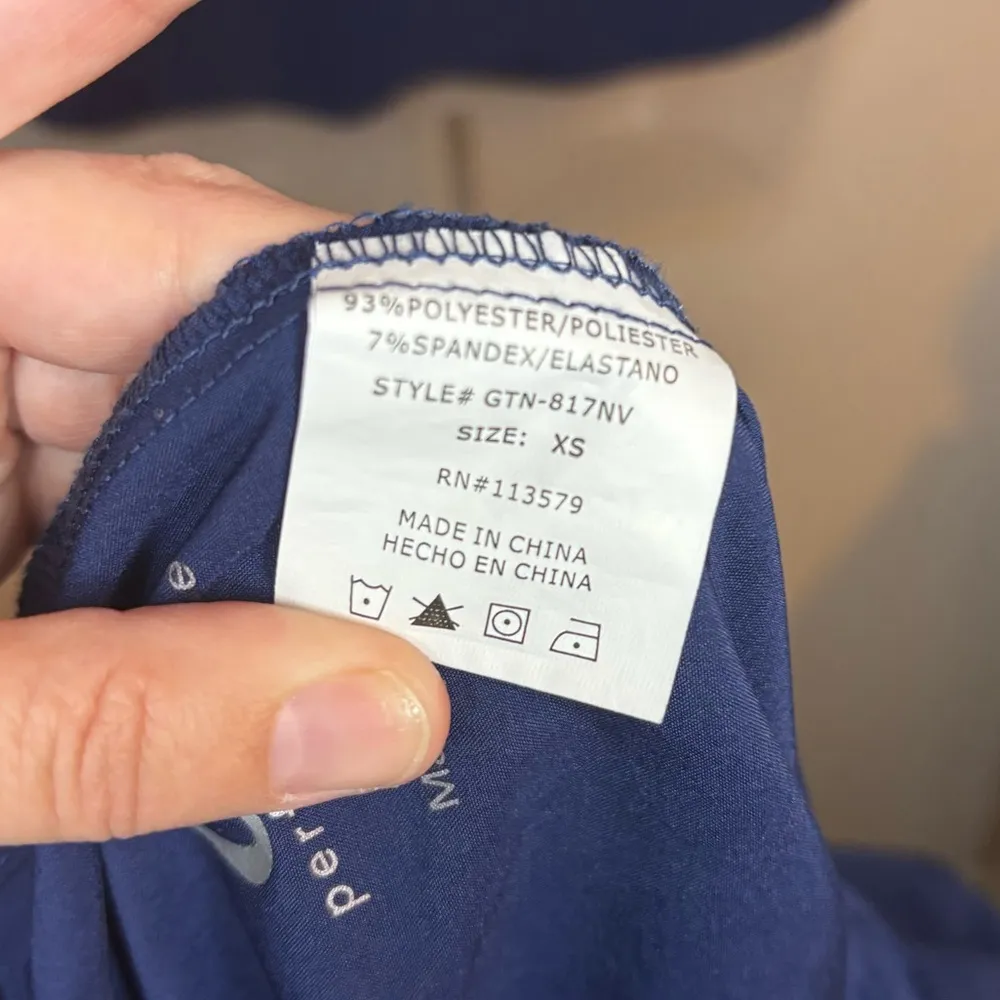 93%POLYESTER/POLIESTER
7%SPANDEX/ELASTANO
STYLE# GTN-817NV
SIZE: XS
RN#113579
MADE IN CHINA
HECHO EN CHINA